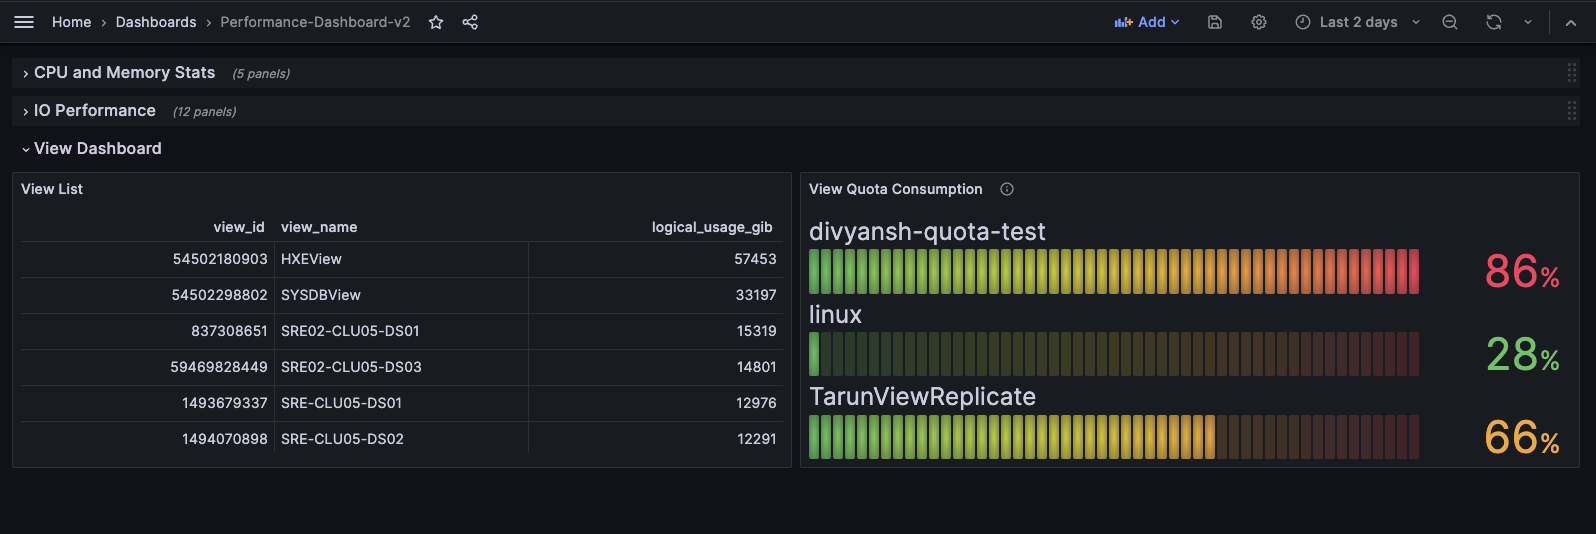 Home › Dashboards › Performance-Dashboard-v2 Add Last 2 days
CPU and Memory Stats (5 panels)
IO Performance (12 panels)
View Dashboard
View List
view_id view_name logical_usage_gib
54502180903 HXEView 57453
54502298802 SYSDBView 33197
837308651 SRE02-CLU05-DS01 15319
59469828449 SRE02-CLU05-DS03 14801
1493679337 SRE-CLU05-DS01 12976
1494070898 SRE-CLU05-DS02 12291
View Quota Consumption
divyansh-quota-test
86%
linux
28%
TarunViewReplicate
66%